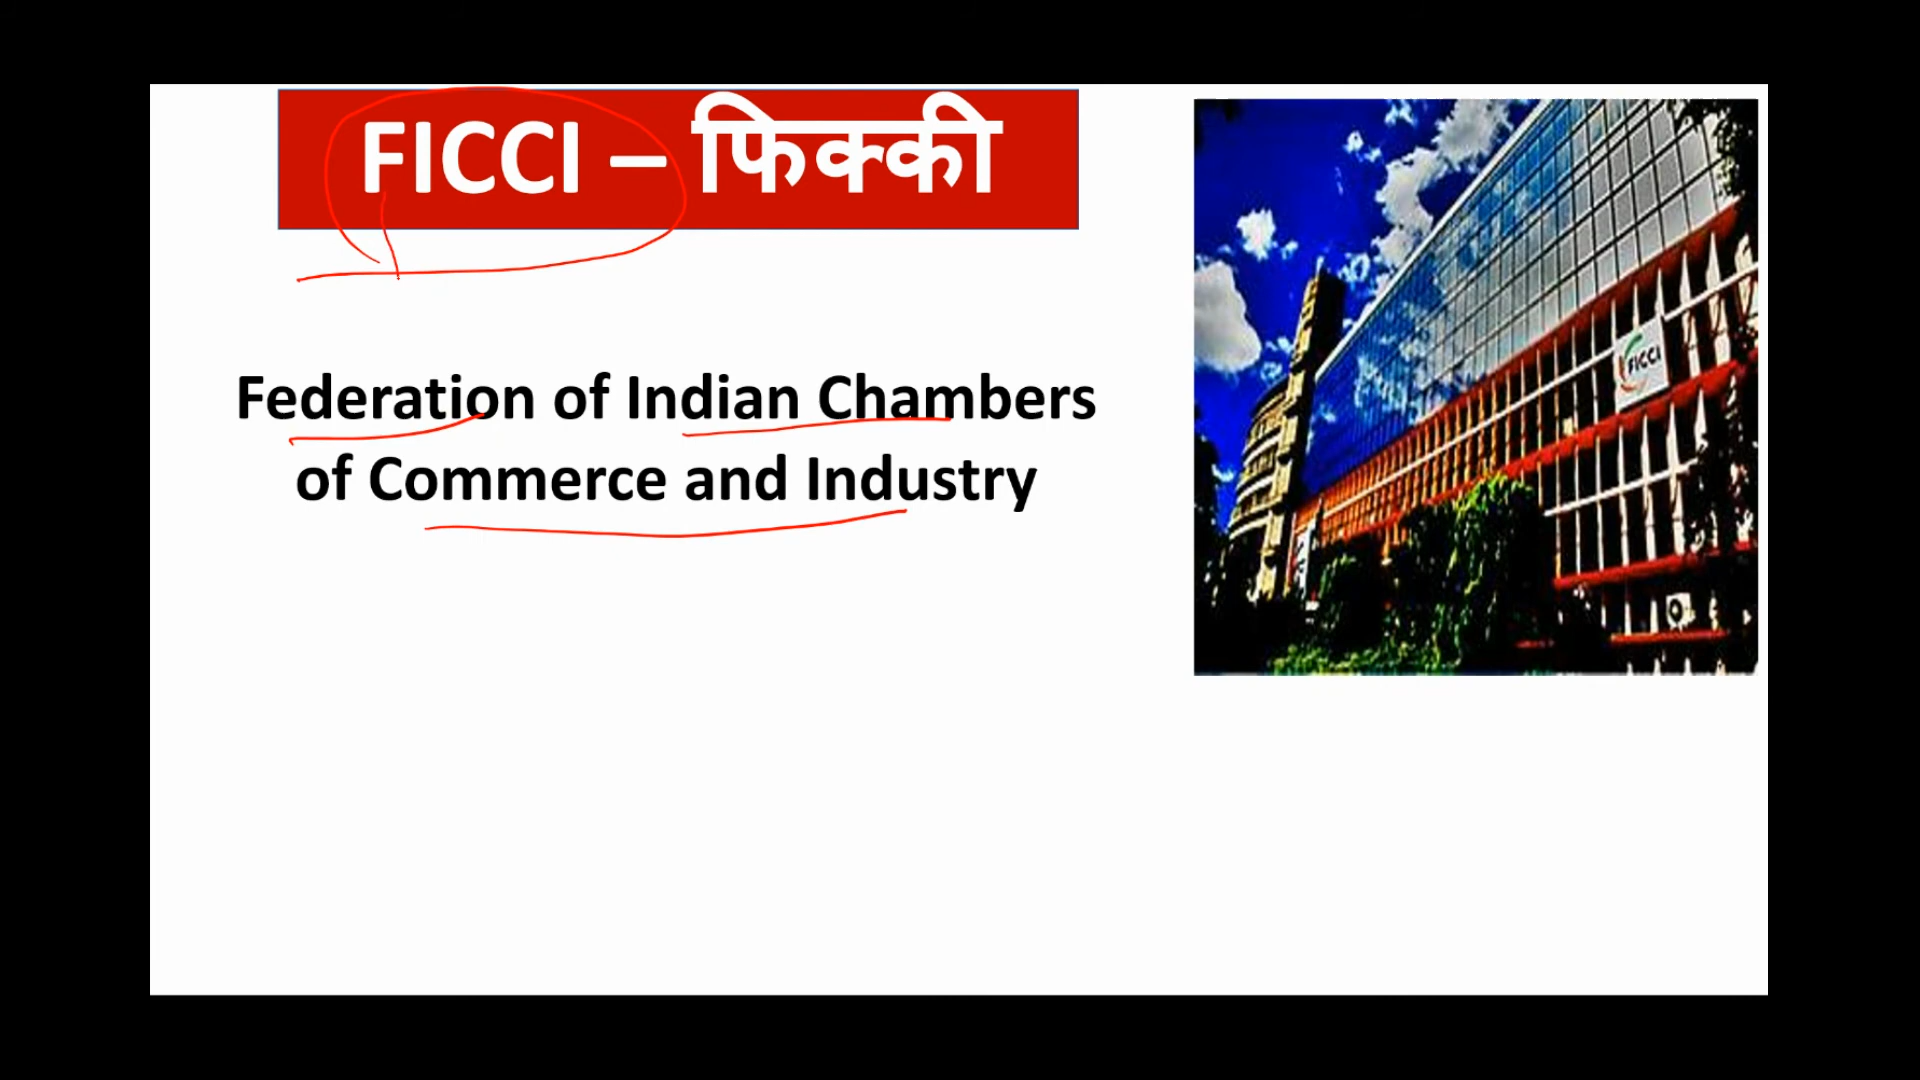 FICCI – फिक्की
Federation of Indian Chambers
of Commerce and Industry
FICCI